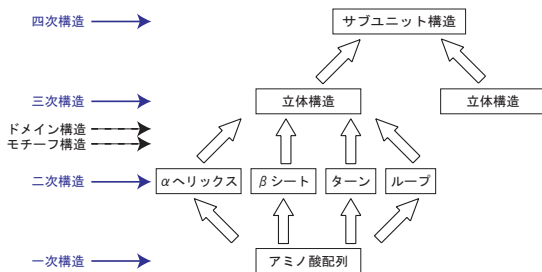 四次構造 サブユニット構造
三次構造 立体構造 立体構造
ドメイン構造
モチーフ構造
二次構造 αヘリックス βシート ターン ループ
一次構造 アミノ酸配列